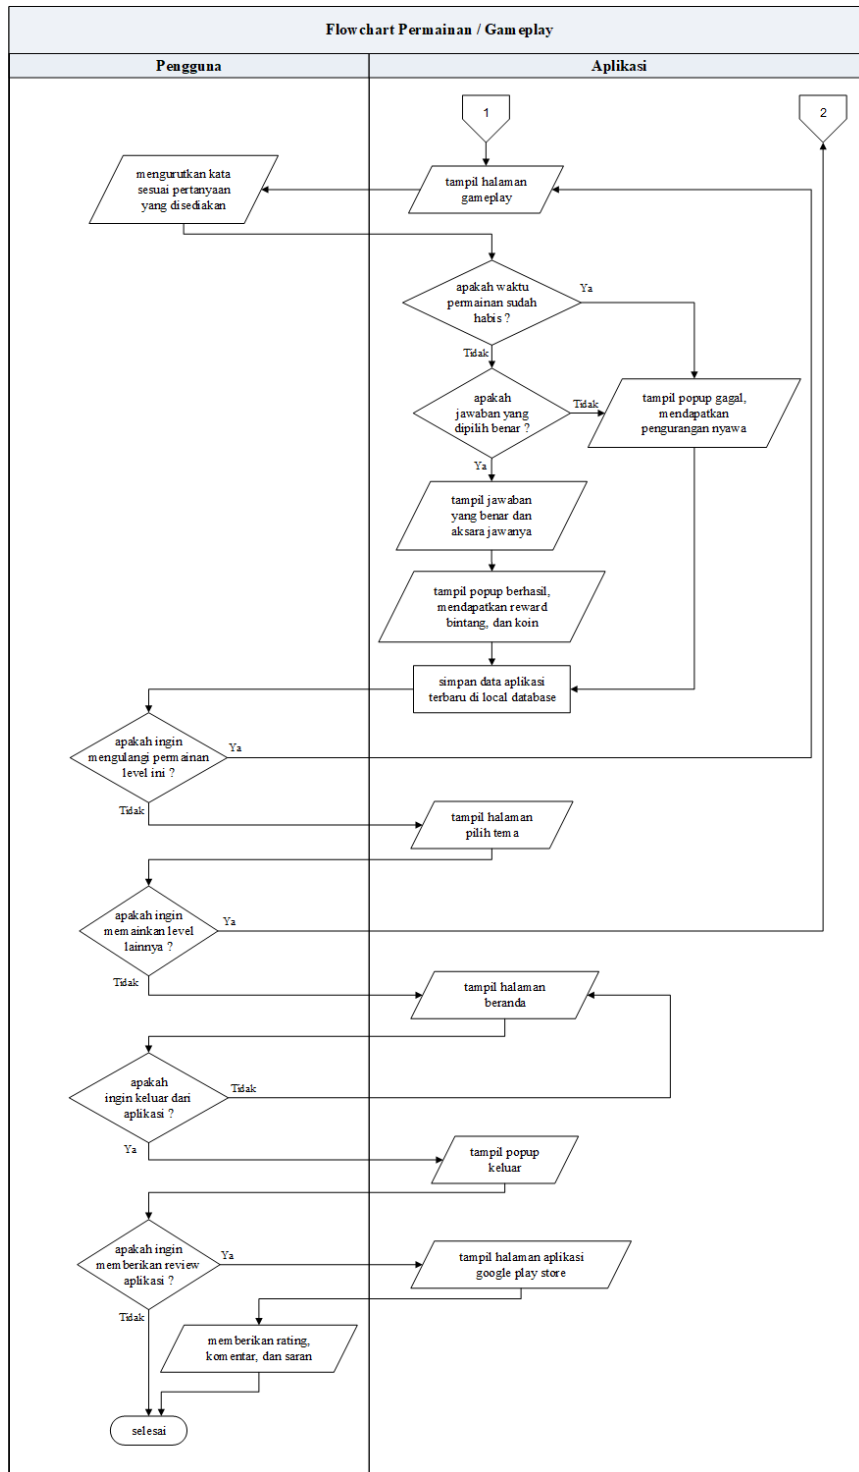 Flowchart Permainan / Gameplay
Pengguna
Aplikasi
1
2
mengurutkan kata
sesuai pertanyaan
yang disediakan
tampil halaman
gameplay
apakah waktu
permainan sudah
habis ?
Ya
Tidak
apakah
jawaban yang
dipilih benar ?
Tidak
tampil popup gagal,
mendapatkan
pengurangan nyawa
Ya
tampil jawaban
yang benar dan
aksara jawanya
tampil popup berhasil,
mendapatkan reward
bintang, dan koin
simpan data aplikasi
terbaru di local database
apakah ingin
mengulangi permainan
level ini ?
Ya
Tidak
tampil halaman
pilih tema
apakah ingin
memainkan level
lainnya ?
Ya
Tidak
tampil halaman
beranda
apakah
ingin keluar dari
aplikasi ?
Tidak
Ya
tampil popup
keluar
apakah ingin
memberikan review
aplikasi ?
Ya
tampil halaman aplikasi
google play store
Tidak
memberikan rating,
komentar, dan saran
selesai